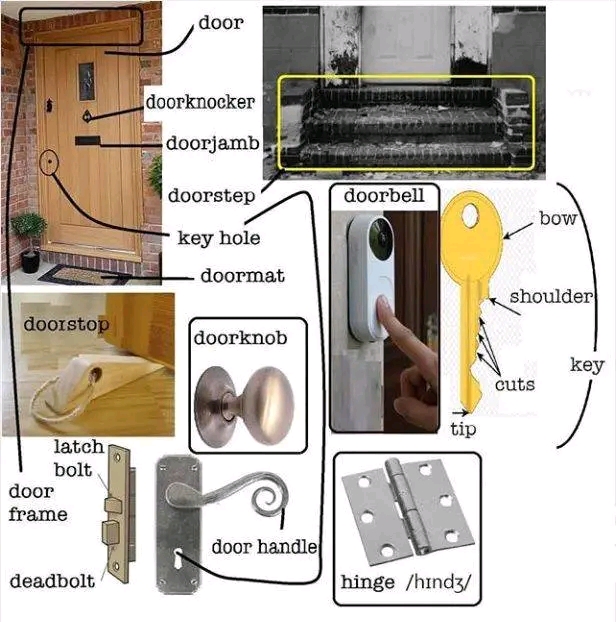 door
doorknocker
doorjamb
doorstep
key hole
doormat
doorbell
bow
shoulder
key
cuts
tip
doorstop
doorknob
latch
bolt
door
frame
door handle
deadbolt
hinge /hɪndʒ/